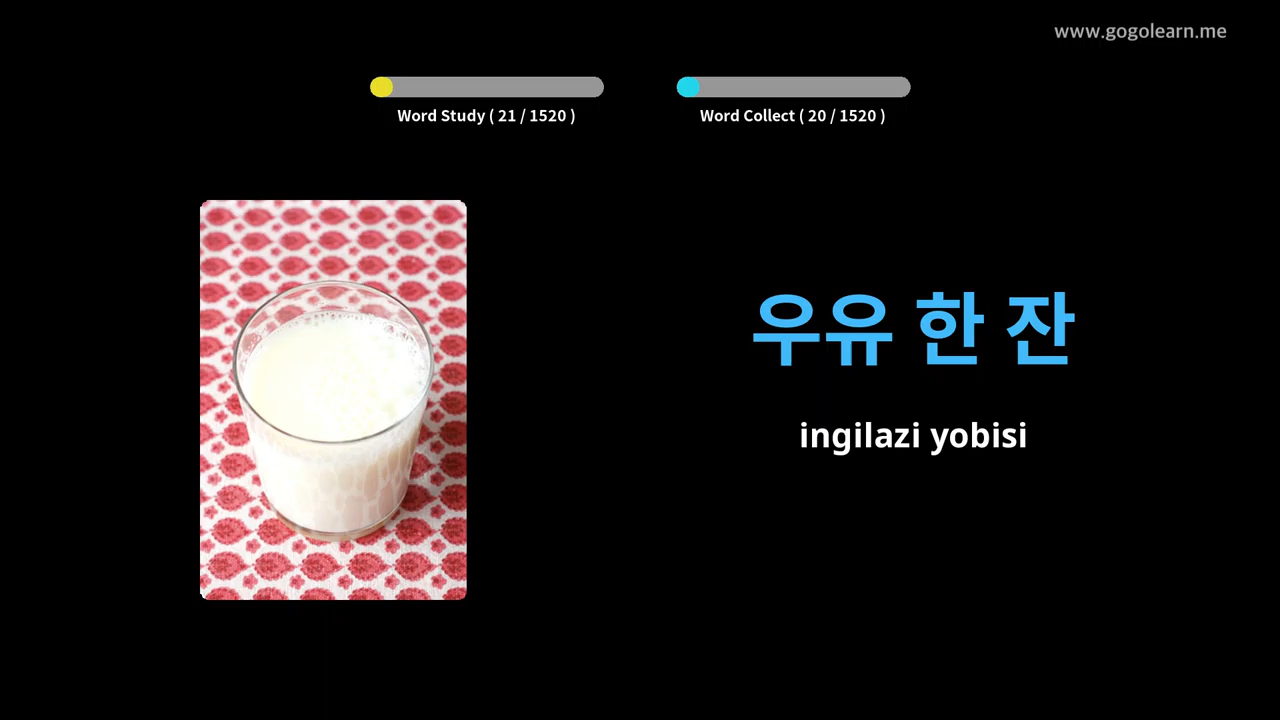 www.gogolearn.me
Word Study ( 21 / 1520 )
Word Collect ( 20 / 1520 )
우유 한 잔
ingilazi yobisi